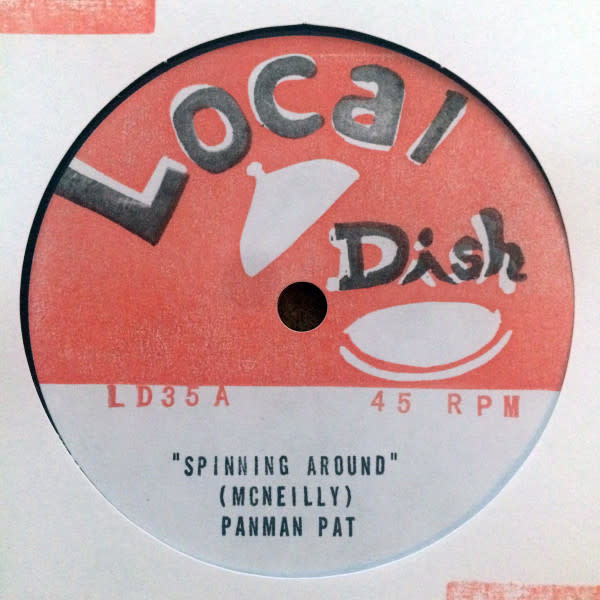 Local
Dish
LD35A 45 RPM
"SPINNING AROUND"
(MCNEILLY)
PANMAN PAT